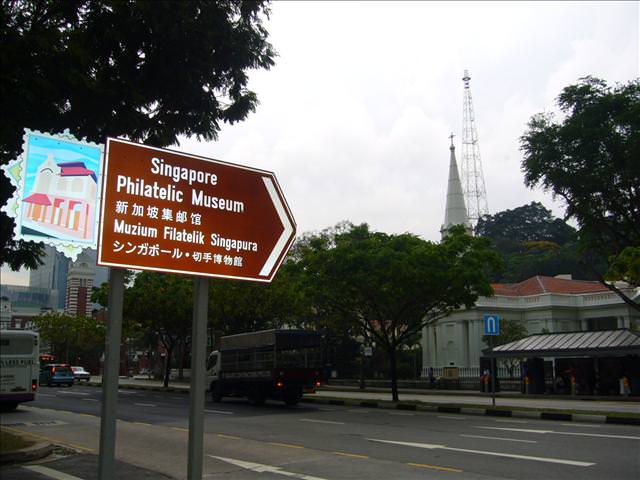 Singapore
Philatelic Museum
新加坡集邮馆
Muzium Filatelik Singapura
シンガポール・切手博物館